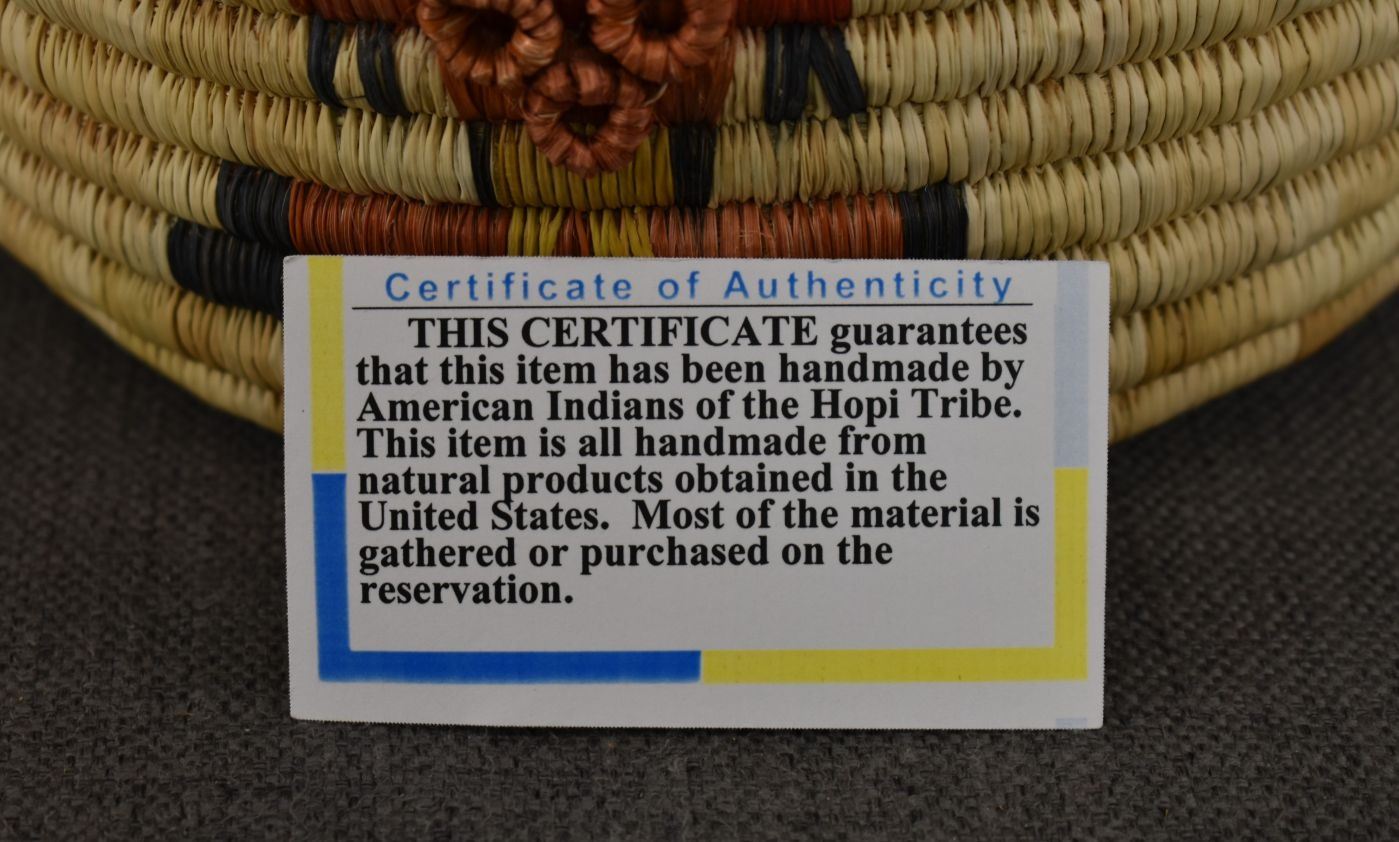 Certificate of Authenticity
THIS CERTIFICATE guarantees
that this item has been handmade by
American Indians of the Hopi Tribe.
This item is all handmade from
natural products obtained in the
United States. Most of the material is
gathered or purchased on the
reservation.